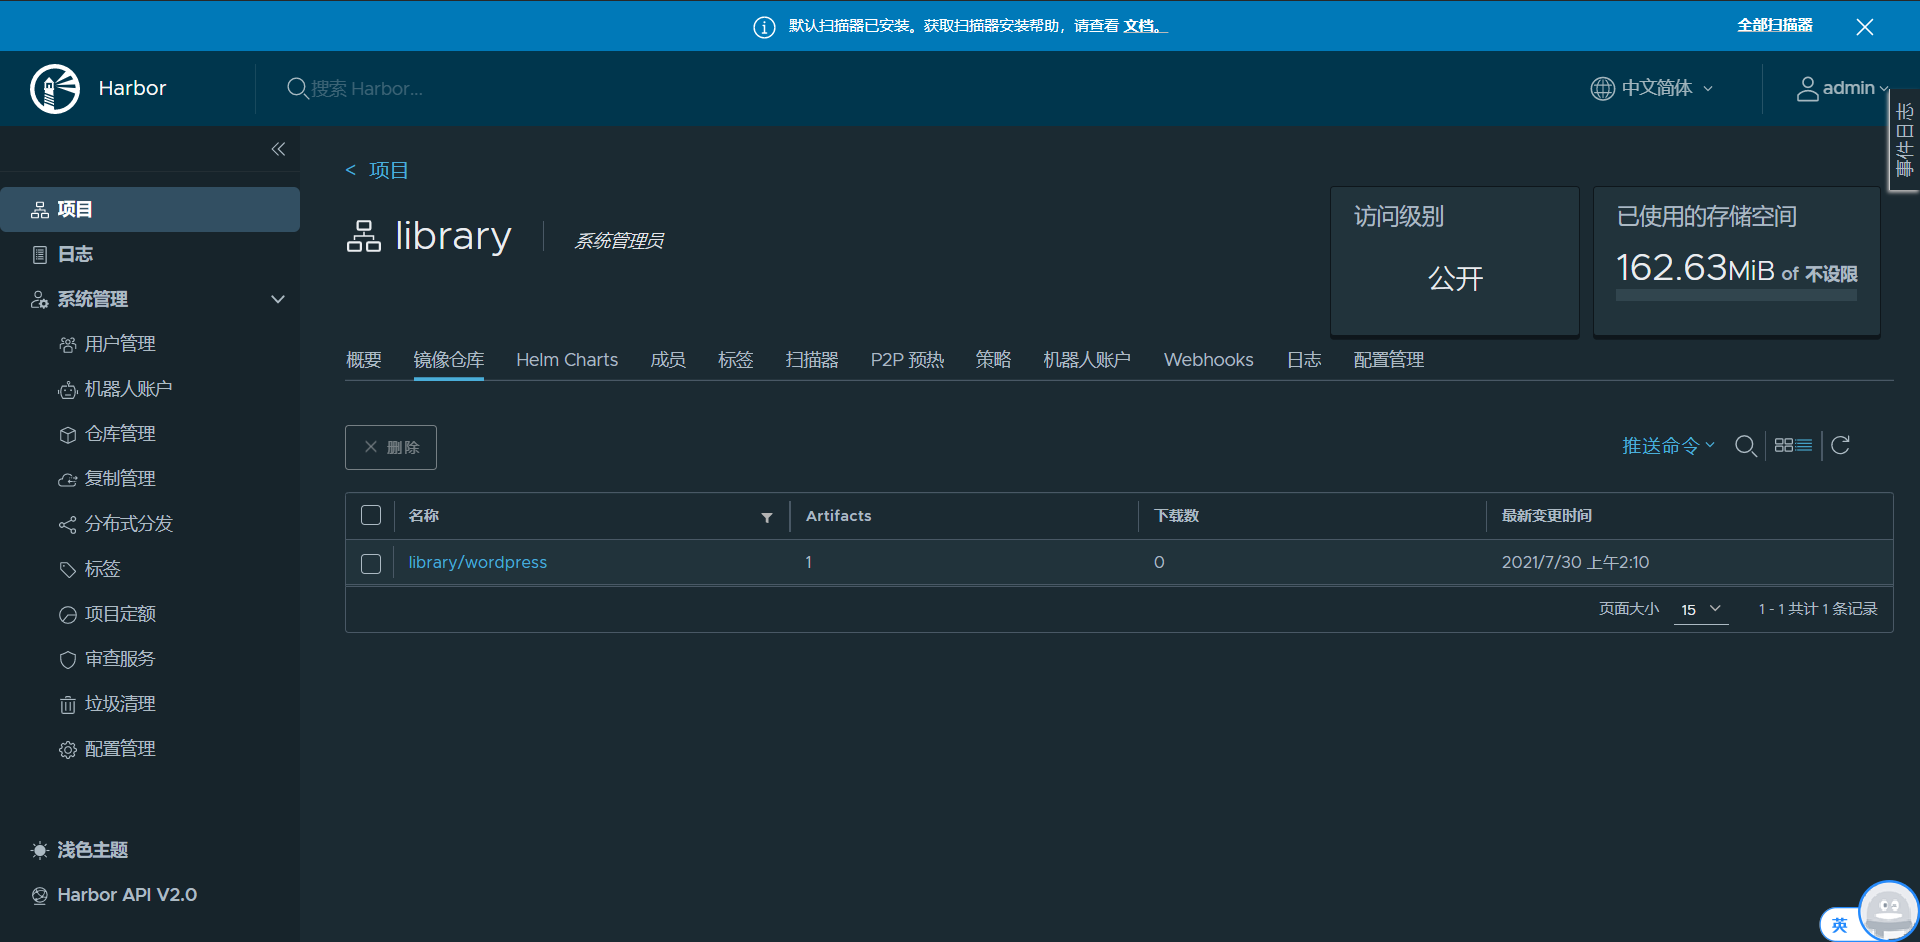 默认扫描器已安装。获取扫描器安装帮助，请查看 文档。
全部扫描器
Harbor
搜索 Harbor...
中文简体
admin
事件日志
项目
日志
系统管理
用户管理
机器人账户
仓库管理
复制管理
分布式分发
标签
项目定额
审查服务
垃圾清理
配置管理
浅色主题
Harbor API V2.0
< 项目
library
系统管理员
访问级别
公开
已使用的存储空间
162.63MiB of 不设限
概要 镜像仓库 Helm Charts 成员 标签 扫描器 P2P 预热 策略 机器人账户 Webhooks 日志 配置管理
删除
推送命令
名称 Artifacts 下载数 最新变更时间
library/wordpress 1 0 2021/7/30 上午2:10
页面大小 15 1 - 1 共计 1 条记录
英